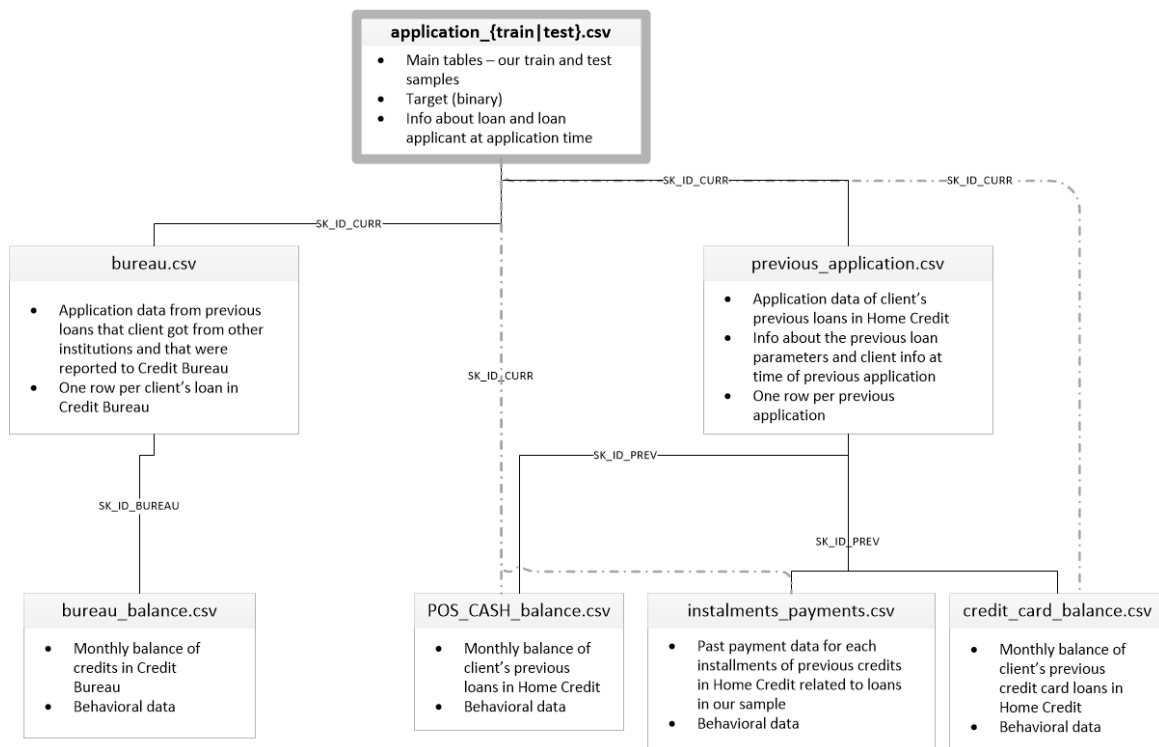 application_{train|test}.csv
• Main tables – our train and test
samples
• Target (binary)
• Info about loan and loan
applicant at application time
SK_ID_CURR
SK_ID_CURR
SK_ID_CURR
bureau.csv
• Application data from previous
loans that client got from other
institutions and that were
reported to Credit Bureau
• One row per client's loan in
Credit Bureau
SK_ID_CURR
previous_application.csv
• Application data of client's
previous loans in Home Credit
• Info about the previous loan
parameters and client info at
time of previous application
• One row per previous
application
SK_ID_PREV
SK_ID_BUREAU
SK_ID_PREV
bureau_balance.csv
• Monthly balance of
credits in Credit
Bureau
• Behavioral data
POS_CASH_balance.csv
• Monthly balance of
client's previous
loans in Home Credit
• Behavioral data
instalments_payments.csv
• Past payment data for each
installments of previous credits
in Home Credit related to loans
in our sample
• Behavioral data
credit_card_balance.csv
• Monthly balance of
client's previous
credit card loans in
Home Credit
• Behavioral data